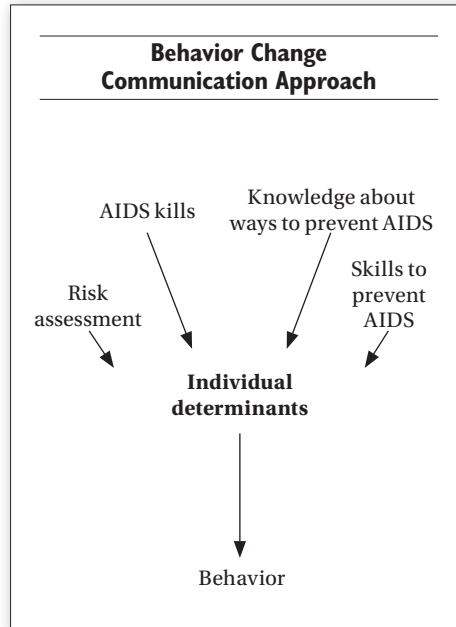 Behavior Change
Communication Approach
AIDS kills
Knowledge about
ways to prevent AIDS
Risk
assessment
Skills to
prevent
AIDS
Individual
determinants
Behavior